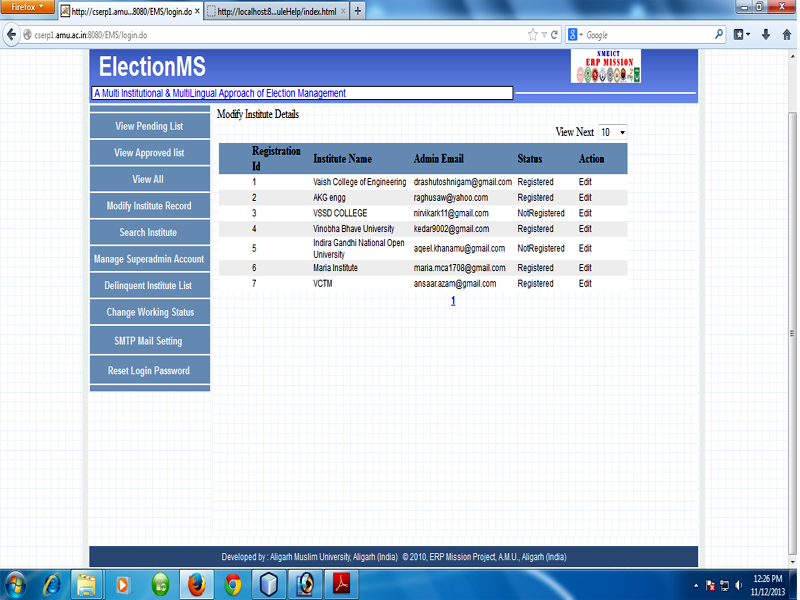 Firefox
http://cserp1.amu...8080/EMS/login.do
http://localhost:8...uleHelp/index.html
cserp1.amu.ac.in:8080/EMS/login.do
Google
ElectionMS
NMEICT
ERP MISSION
A Multi Institutional & MultiLingual Approach of Election Management
View Pending List
View Approved list
View All
Modify Institute Record
Search Institute
Manage Superadmin Account
Delinquent Institute List
Change Working Status
SMTP Mail Setting
Reset Login Password
Modify Institute Details
View Next 10
Registration Id Institute Name Admin Email Status Action
1 Vaish College of Engineering drashutoshnigam@gmail.com Registered Edit
2 AKG engg raghusaw@yahoo.com Registered Edit
3 VSSD COLLEGE nirvikark11@gmail.com NotRegistered Edit
4 Vinobha Bhave University kedar9002@gmail.com Registered Edit
5 Indira Gandhi National Open University aqeel.khanamu@gmail.com NotRegistered Edit
6 Maria Institute maria.mca1708@gmail.com Registered Edit
7 VCTM ansaar.azam@gmail.com Registered Edit
1
Developed by : Aligarh Muslim University, Aligarh (India) © 2010, ERP Mission Project, A.M.U., Aligarh (India)
12:26 PM
11/12/2013